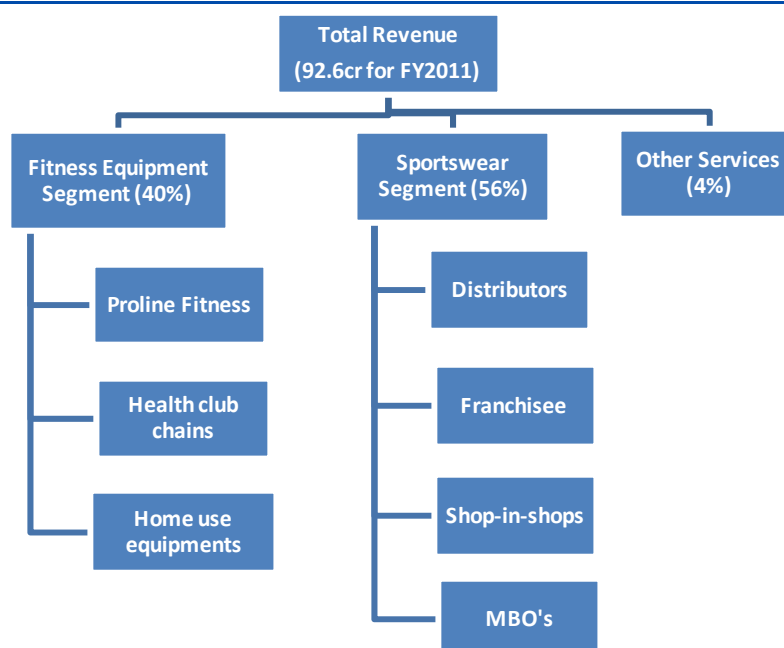 Total Revenue
(92.6cr for FY2011)
Fitness Equipment
Segment (40%)
Sportswear
Segment (56%)
Other Services
(4%)
Proline Fitness
Health club
chains
Home use
equipments
Distributors
Franchisee
Shop-in-shops
MBO's